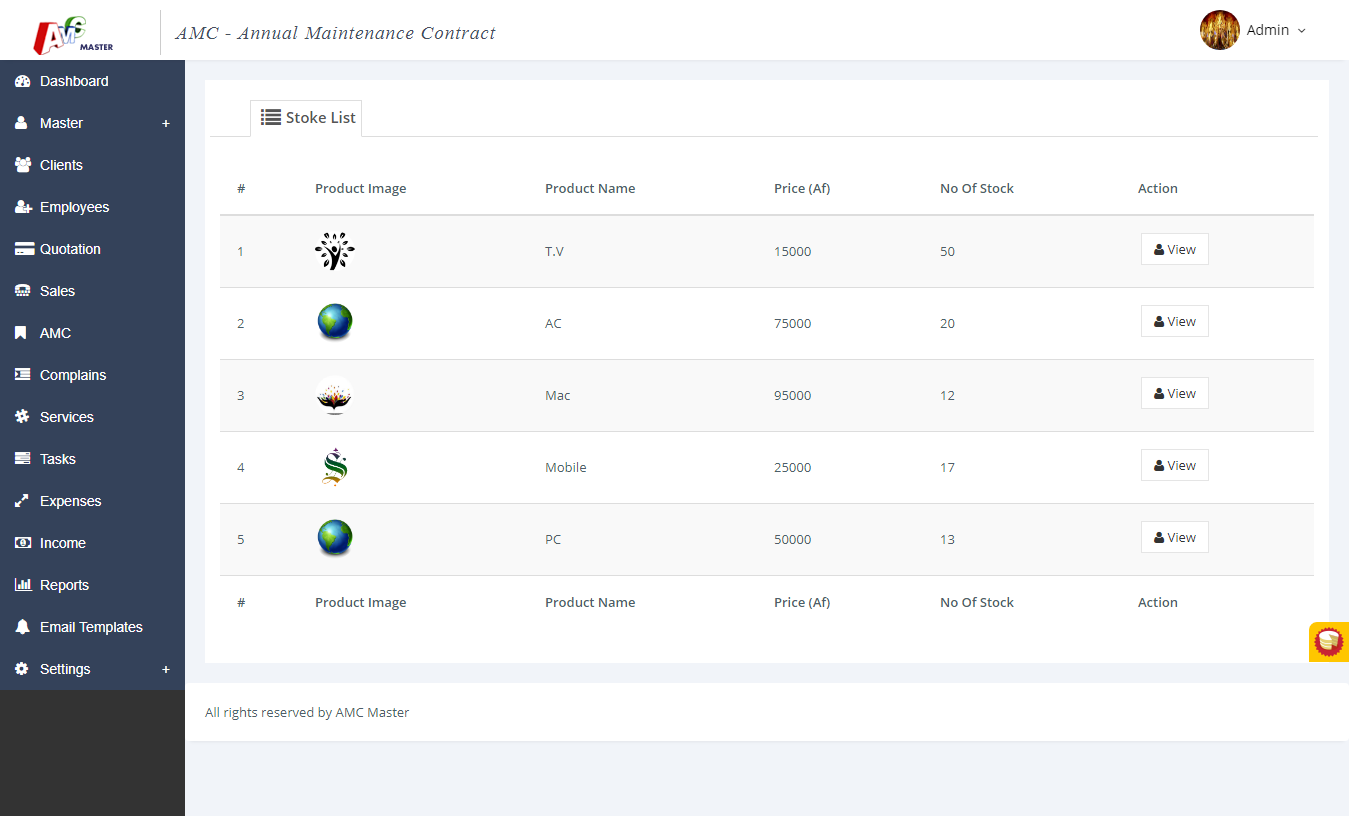 AMC MASTER
AMC - Annual Maintenance Contract
Admin
Dashboard
Master +
Clients
Employees
Quotation
Sales
AMC
Complains
Services
Tasks
Expenses
Income
Reports
Email Templates
Settings +
Stoke List
# Product Image Product Name Price (Af) No Of Stock Action
1 T.V 15000 50 View
2 AC 75000 20 View
3 Mac 95000 12 View
4 Mobile 25000 17 View
5 PC 50000 13 View
# Product Image Product Name Price (Af) No Of Stock Action
All rights reserved by AMC Master